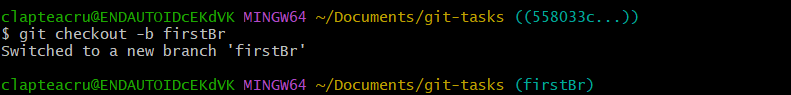 clapteacru@ENDAUTOIDcEKdVK MINGW64 ~/Documents/git-tasks ((558033c...))
$ git checkout -b firstBr
Switched to a new branch 'firstBr'
clapteacru@ENDAUTOIDcEKdVK MINGW64 ~/Documents/git-tasks (firstBr)